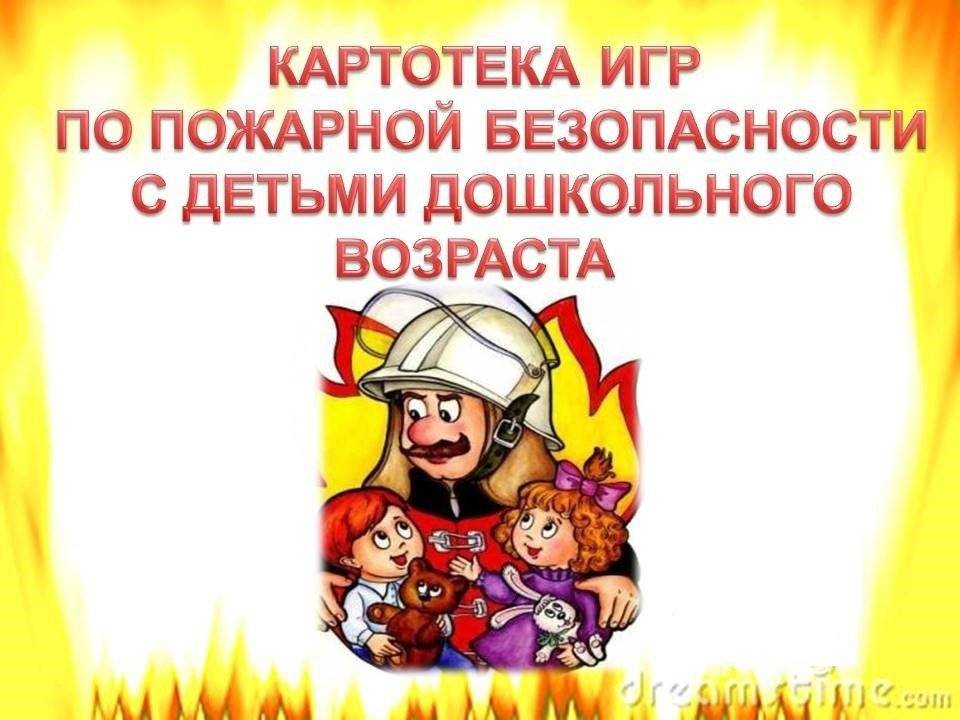 КАРТОТЕКА ИГР
ПО ПОЖАРНОЙ БЕЗОПАСНОСТИ
С ДЕТЬМИ ДОШКОЛЬНОГО
ВОЗРАСТА
dreamstime.com